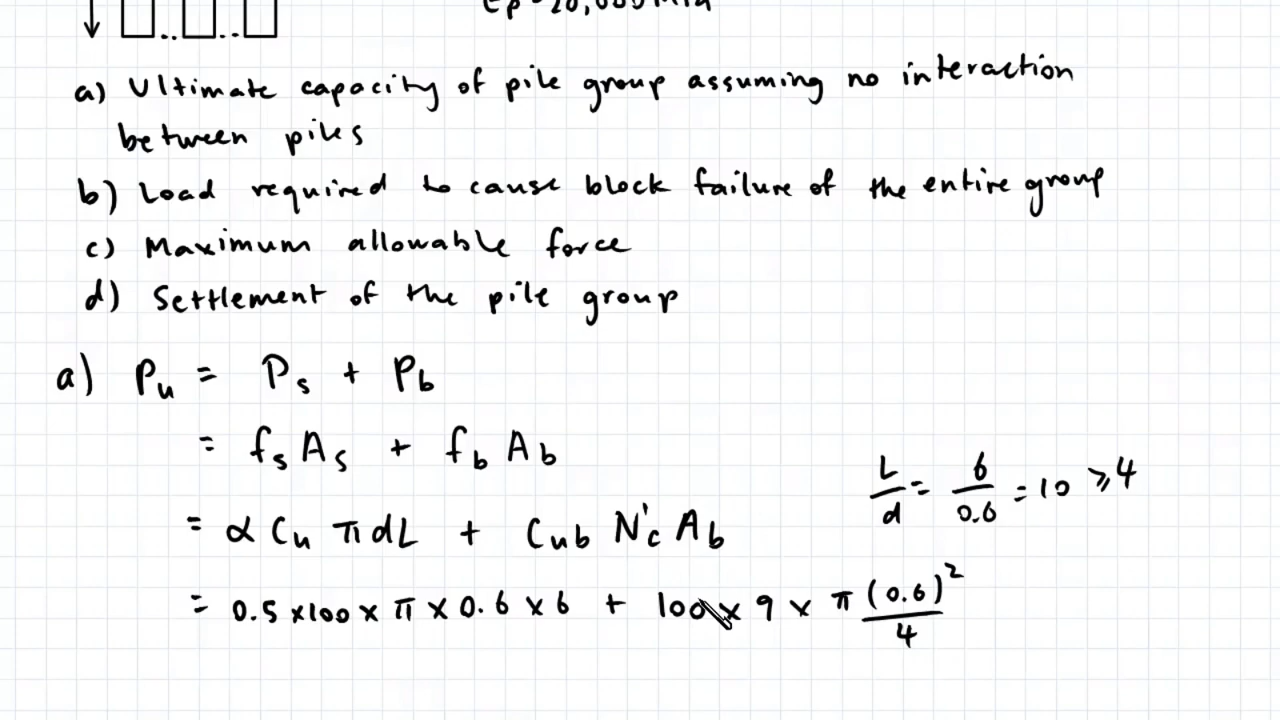 a) Ultimate capacity of pile group assuming no interaction
between piles
b) Load required to cause block failure of the entire group
c) Maximum allowable force
d) Settlement of the pile group
a) Pu = Ps + Pb
= fs As + fb Ab
L/d = 6/0.6 = 10 ⩾ 4
= α Cu π d L + Cub N'c Ab
= 0.5 × 100 × π × 0.6 × 6 + 100 × 9 × π (0.6)²/4